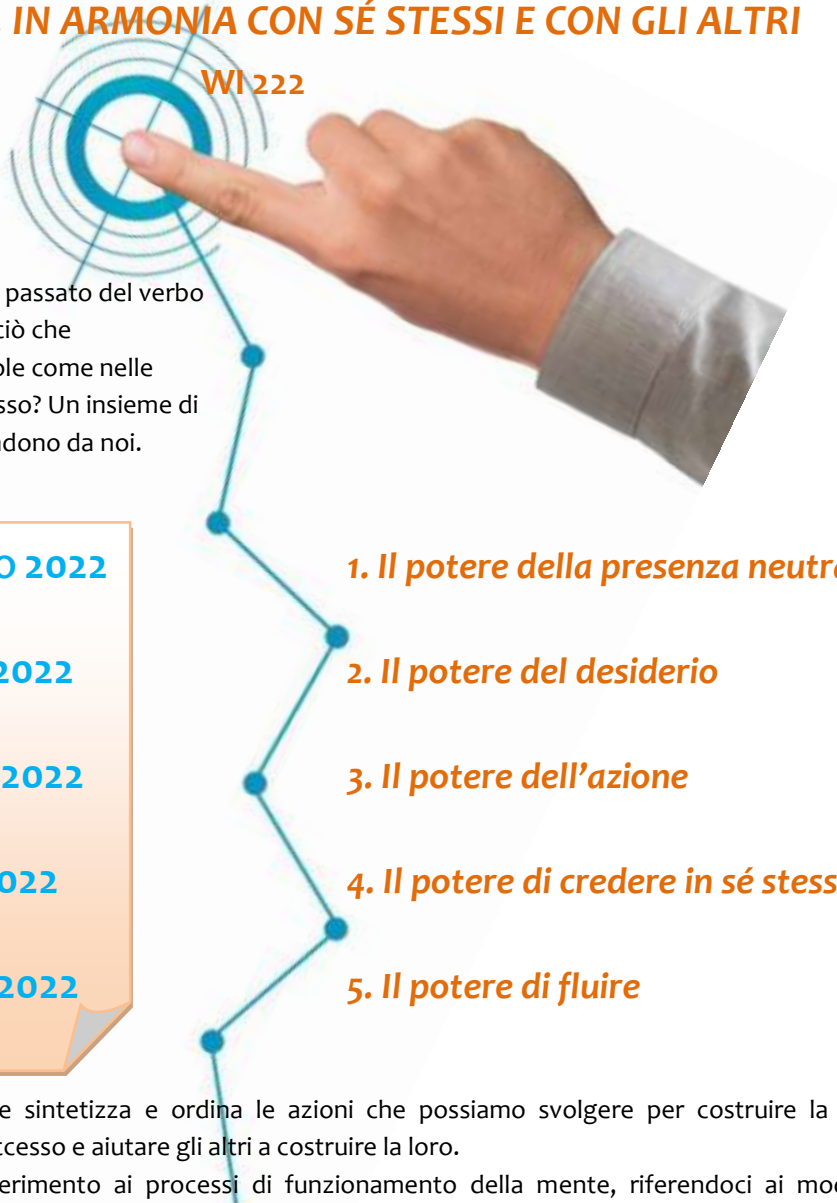 IN ARMONIA CON SÉ STESSI E CON GLI ALTRI
WI 222
passato del verbo
ciò che
ole come nelle
sso? Un insieme di
ndono da noi.
O 2022
1. Il potere della presenza neutra
2022
2. Il potere del desiderio
2022
3. Il potere dell’azione
022
4. Il potere di credere in sé stess
2022
5. Il potere di fluire
e sintetizza e ordina le azioni che possiamo svolgere per costruire la
ccesso e aiutare gli altri a costruire la loro.
erimento ai processi di funzionamento della mente, riferendoci ai mo